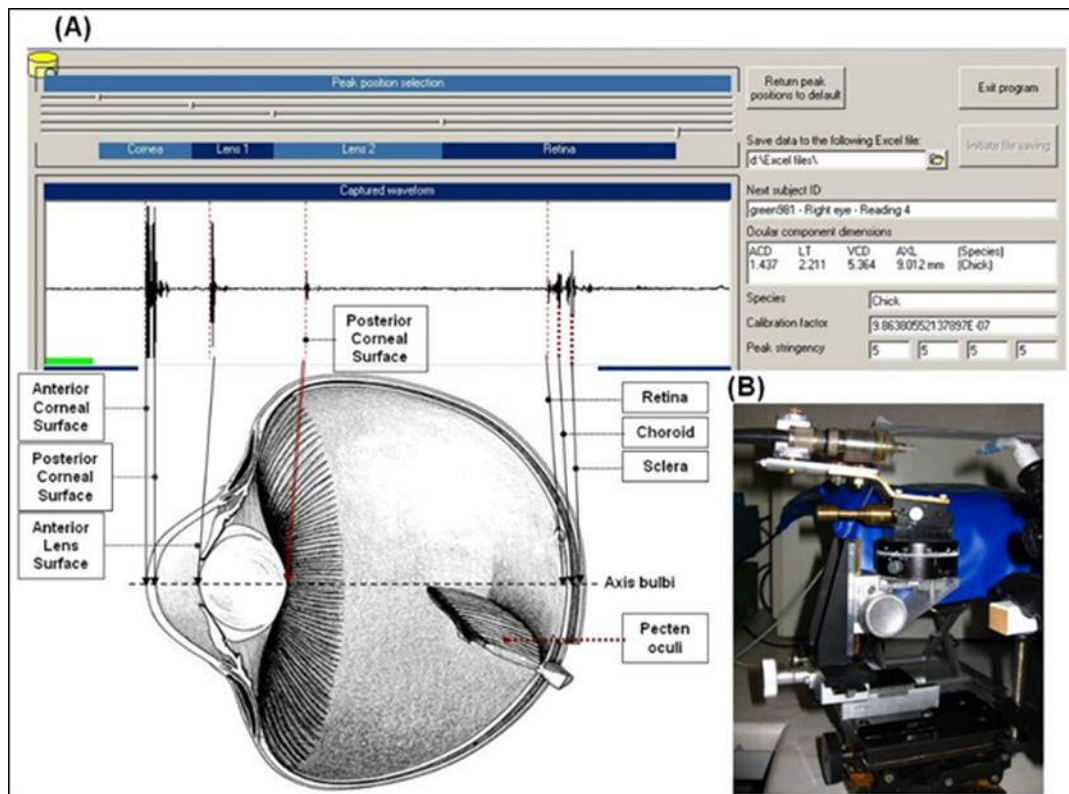 (A)
Peak position selection
Cornea Lens 1 Lens 2 Retina
Return peak
positions to default
Exit program
Save data to the following Excel file:
d:\Excel files\
Initiate file saving
Captured waveform
Next subject ID
green981 - Right eye - Reading 4
Ocular component dimensions
ACD LT VCD AXL (Species)
1.437 2.211 5.364 9.012 mm (Chick)
Species Chick
Calibration factor 9.86380552137897E-07
Peak stringency 5 5 5 5
Posterior
Corneal
Surface
Anterior
Corneal
Surface
Posterior
Corneal
Surface
Anterior
Lens
Surface
Retina
Choroid
Sclera
Axis bulbi
Pecten
oculi
(B)